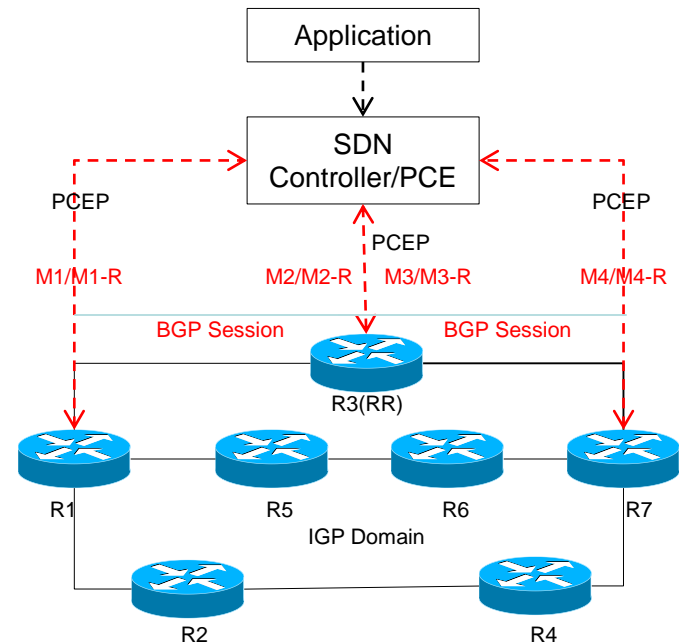 Application
SDN
Controller/PCE
PCEP
PCEP
PCEP
M1/M1-R
M2/M2-R
M3/M3-R
M4/M4-R
BGP Session
BGP Session
R3(RR)
R1
R5
R6
R7
IGP Domain
R2
R4